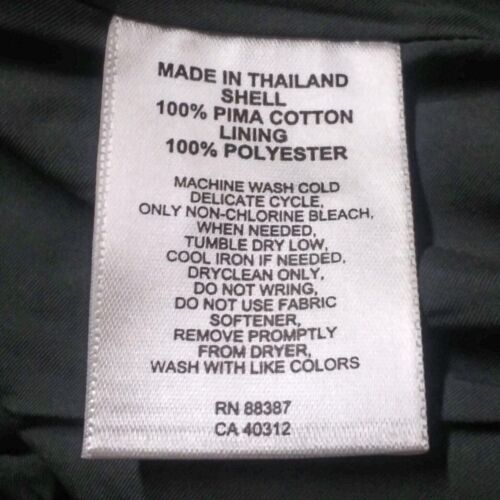 MADE IN THAILAND
SHELL
100% PIMA COTTON
LINING
100% POLYESTER
MACHINE WASH COLD
DELICATE CYCLE,
ONLY NON-CHLORINE BLEACH,
WHEN NEEDED,
TUMBLE DRY LOW,
COOL IRON IF NEEDED,
DRYCLEAN ONLY,
DO NOT WRING,
DO NOT USE FABRIC
SOFTENER,
REMOVE PROMPTLY
FROM DRYER,
WASH WITH LIKE COLORS
RN 88387
CA 40312